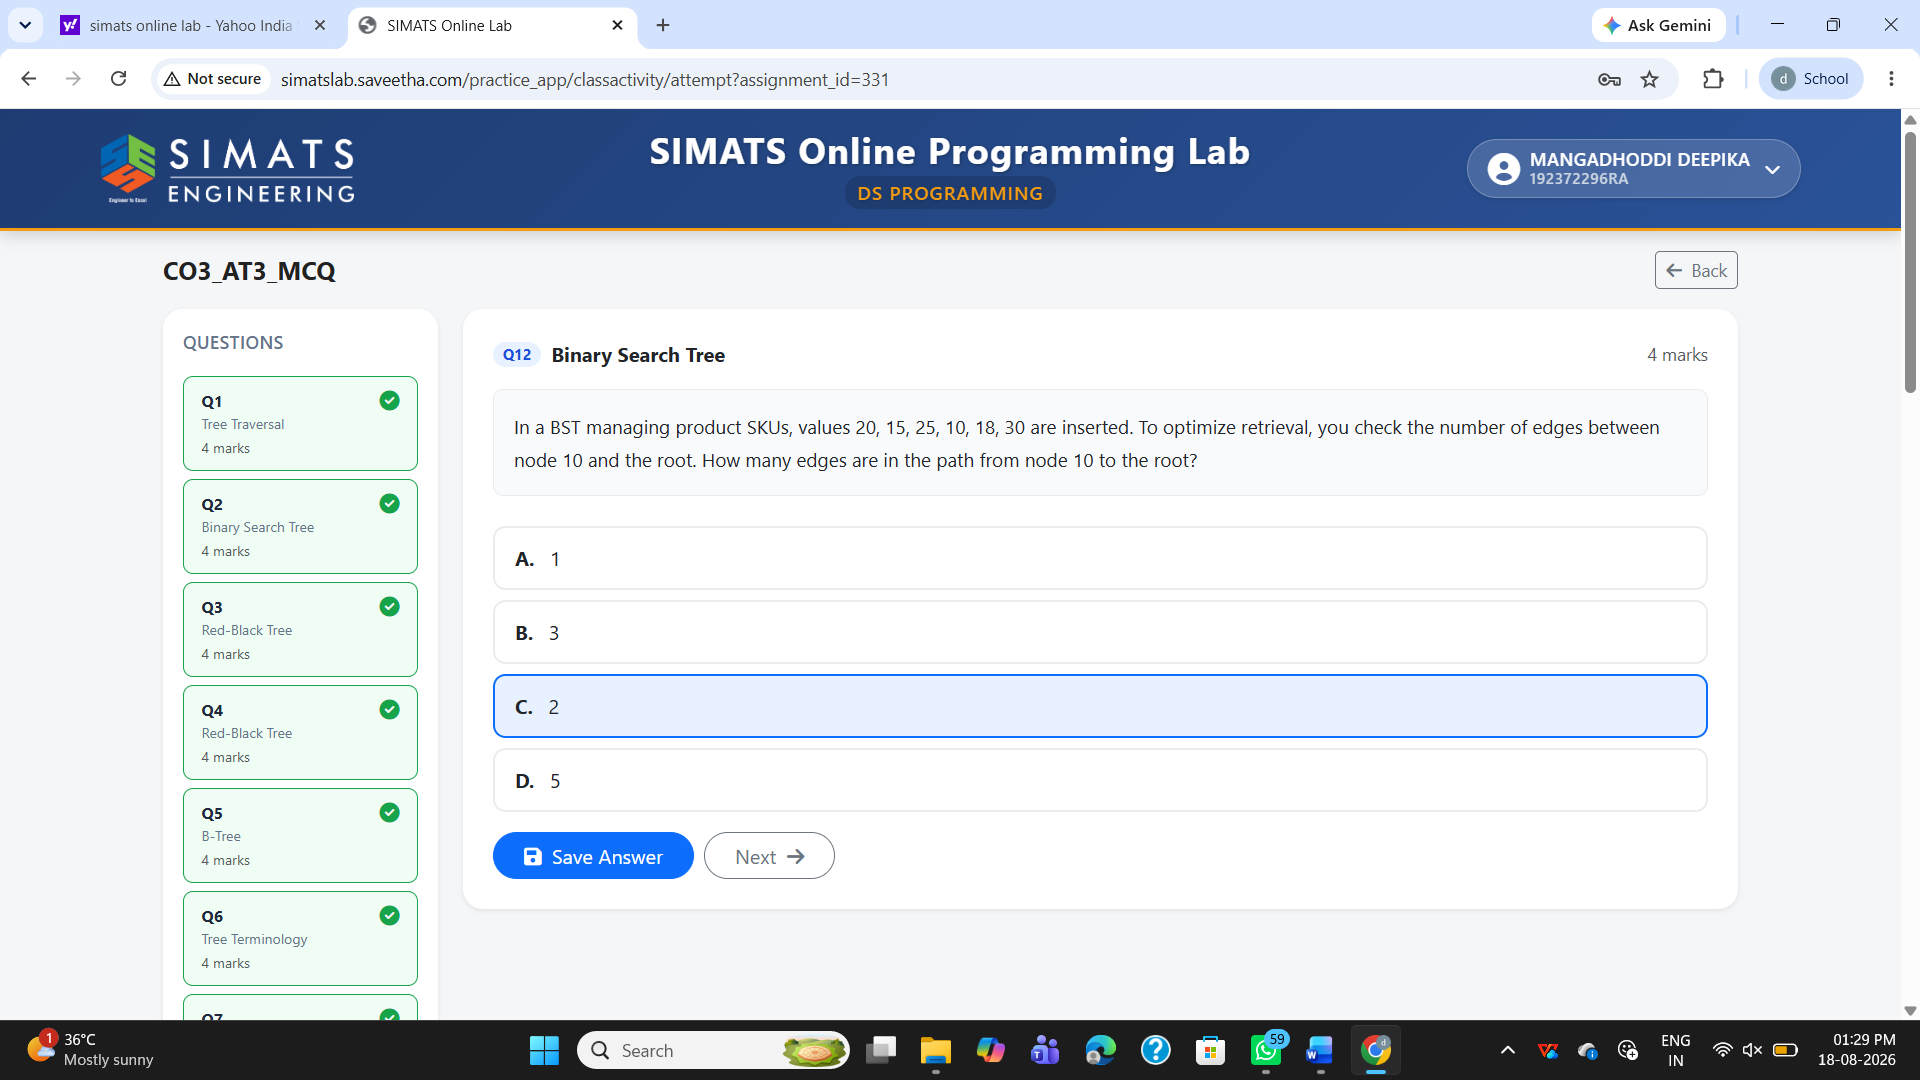 simats online lab - Yahoo India
SIMATS Online Lab
Ask Gemini
Not secure
simatslab.saveetha.com/practice_app/classactivity/attempt?assignment_id=331
d
School
SIMATS
ENGINEERING
Engineer to Excel
SIMATS Online Programming Lab
DS PROGRAMMING
MANGADHODDI DEEPIKA
192372296RA
CO3_AT3_MCQ
Back
QUESTIONS
Q1
Tree Traversal
4 marks
Q2
Binary Search Tree
4 marks
Q3
Red-Black Tree
4 marks
Q4
Red-Black Tree
4 marks
Q5
B-Tree
4 marks
Q6
Tree Terminology
4 marks
Q7
Q12 Binary Search Tree
4 marks
In a BST managing product SKUs, values 20, 15, 25, 10, 18, 30 are inserted. To optimize retrieval, you check the number of edges between
node 10 and the root. How many edges are in the path from node 10 to the root?
A. 1
B. 3
C. 2
D. 5
Save Answer
Next
1
36°C
Mostly sunny
Search
59
ENG
IN
01:29 PM
18-08-2026